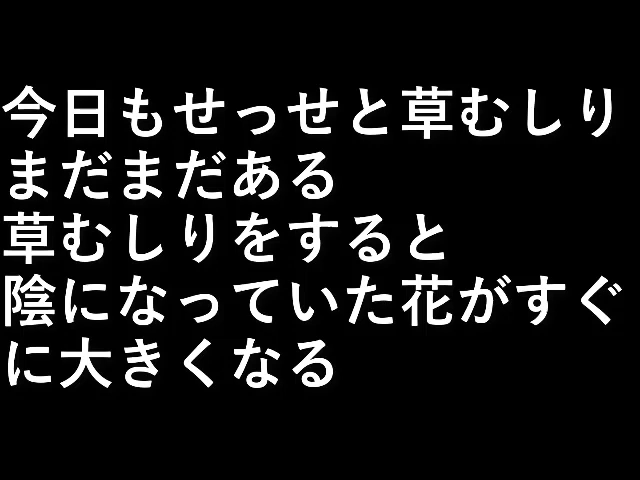 今日もせっせと草むしり
まだまだある
草むしりをすると
陰になっていた花がすぐ
に大きくなる